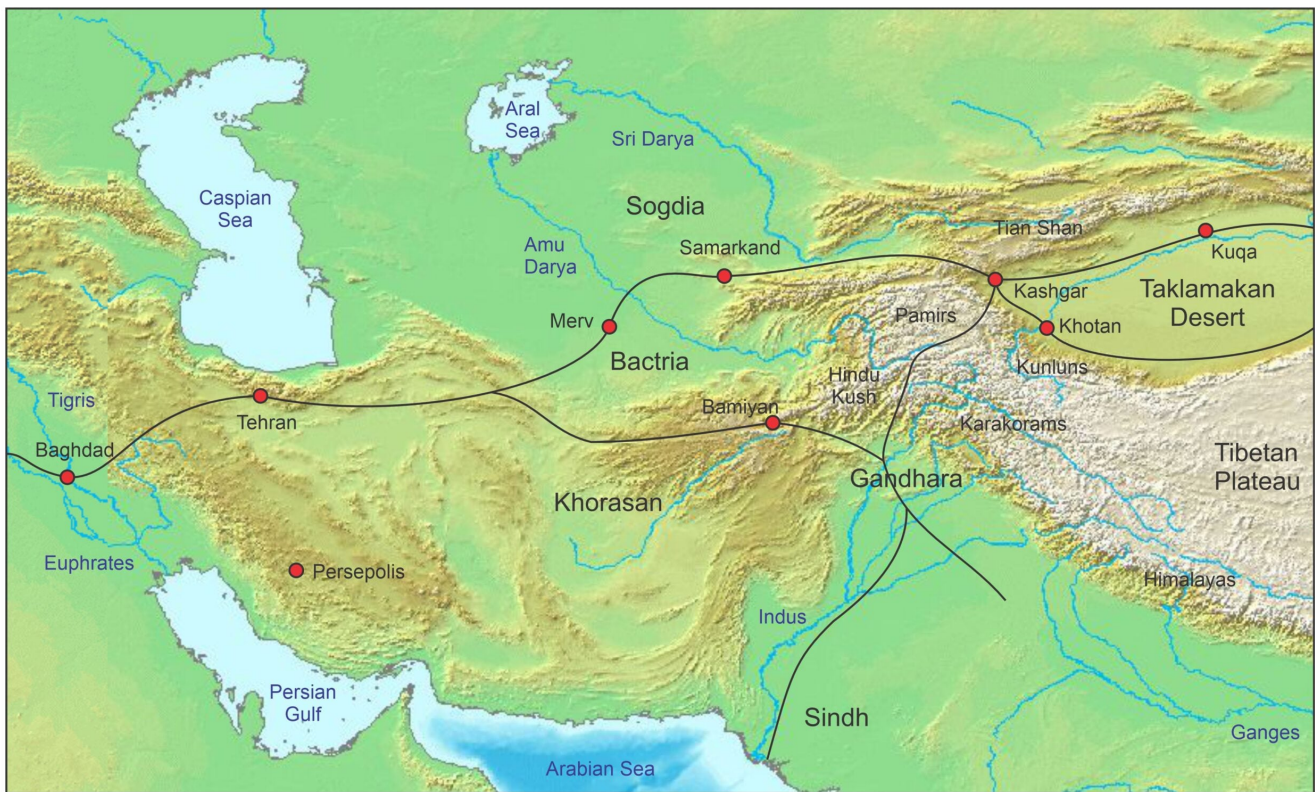 Aral
Sea
Sri Darya
Caspian
Sea
Sogdia
Tian Shan
Amu
Darya
Samarkand
Kuqa
Kashgar
Taklamakan
Desert
Merv
Pamirs
Khotan
Bactria
Kunluns
Hindu
Kush
Tigris
Tehran
Bamiyan
Karakorams
Baghdad
Tibetan
Plateau
Gandhara
Khorasan
Euphrates
Persepolis
Himalayas
Indus
Persian
Gulf
Sindh
Ganges
Arabian Sea